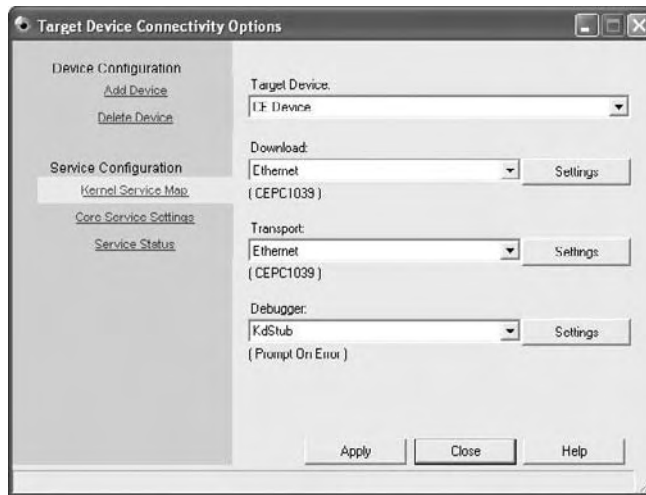 Target Device Connectivity Options
Device Configuration
Add Device
Delete Device
Service Configuration
Kernel Service Map
Core Service Settings
Service Status
Target Device:
CE Device
Download:
Ethernet
Settings
( CEPC1039 )
Transport:
Ethernet
Settings
( CEPC1039 )
Debugger:
KdStub
Settings
( Prompt On Error )
Apply
Close
Help